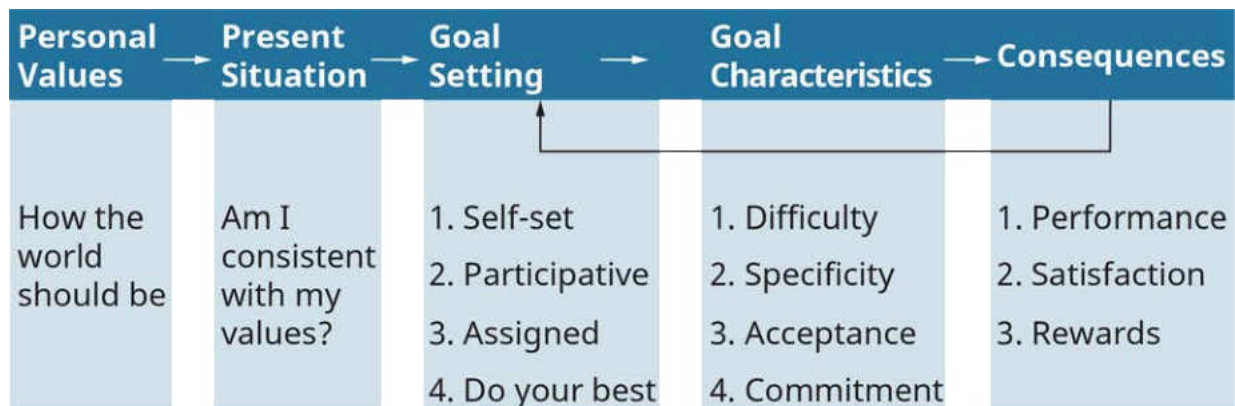 Personal
Values
Present
Situation
Goal
Setting
Goal
Characteristics
Consequences
How the
world
should be
Am I
consistent
with my
values?
1. Self-set
2. Participative
3. Assigned
4. Do your best
1. Difficulty
2. Specificity
3. Acceptance
4. Commitment
1. Performance
2. Satisfaction
3. Rewards